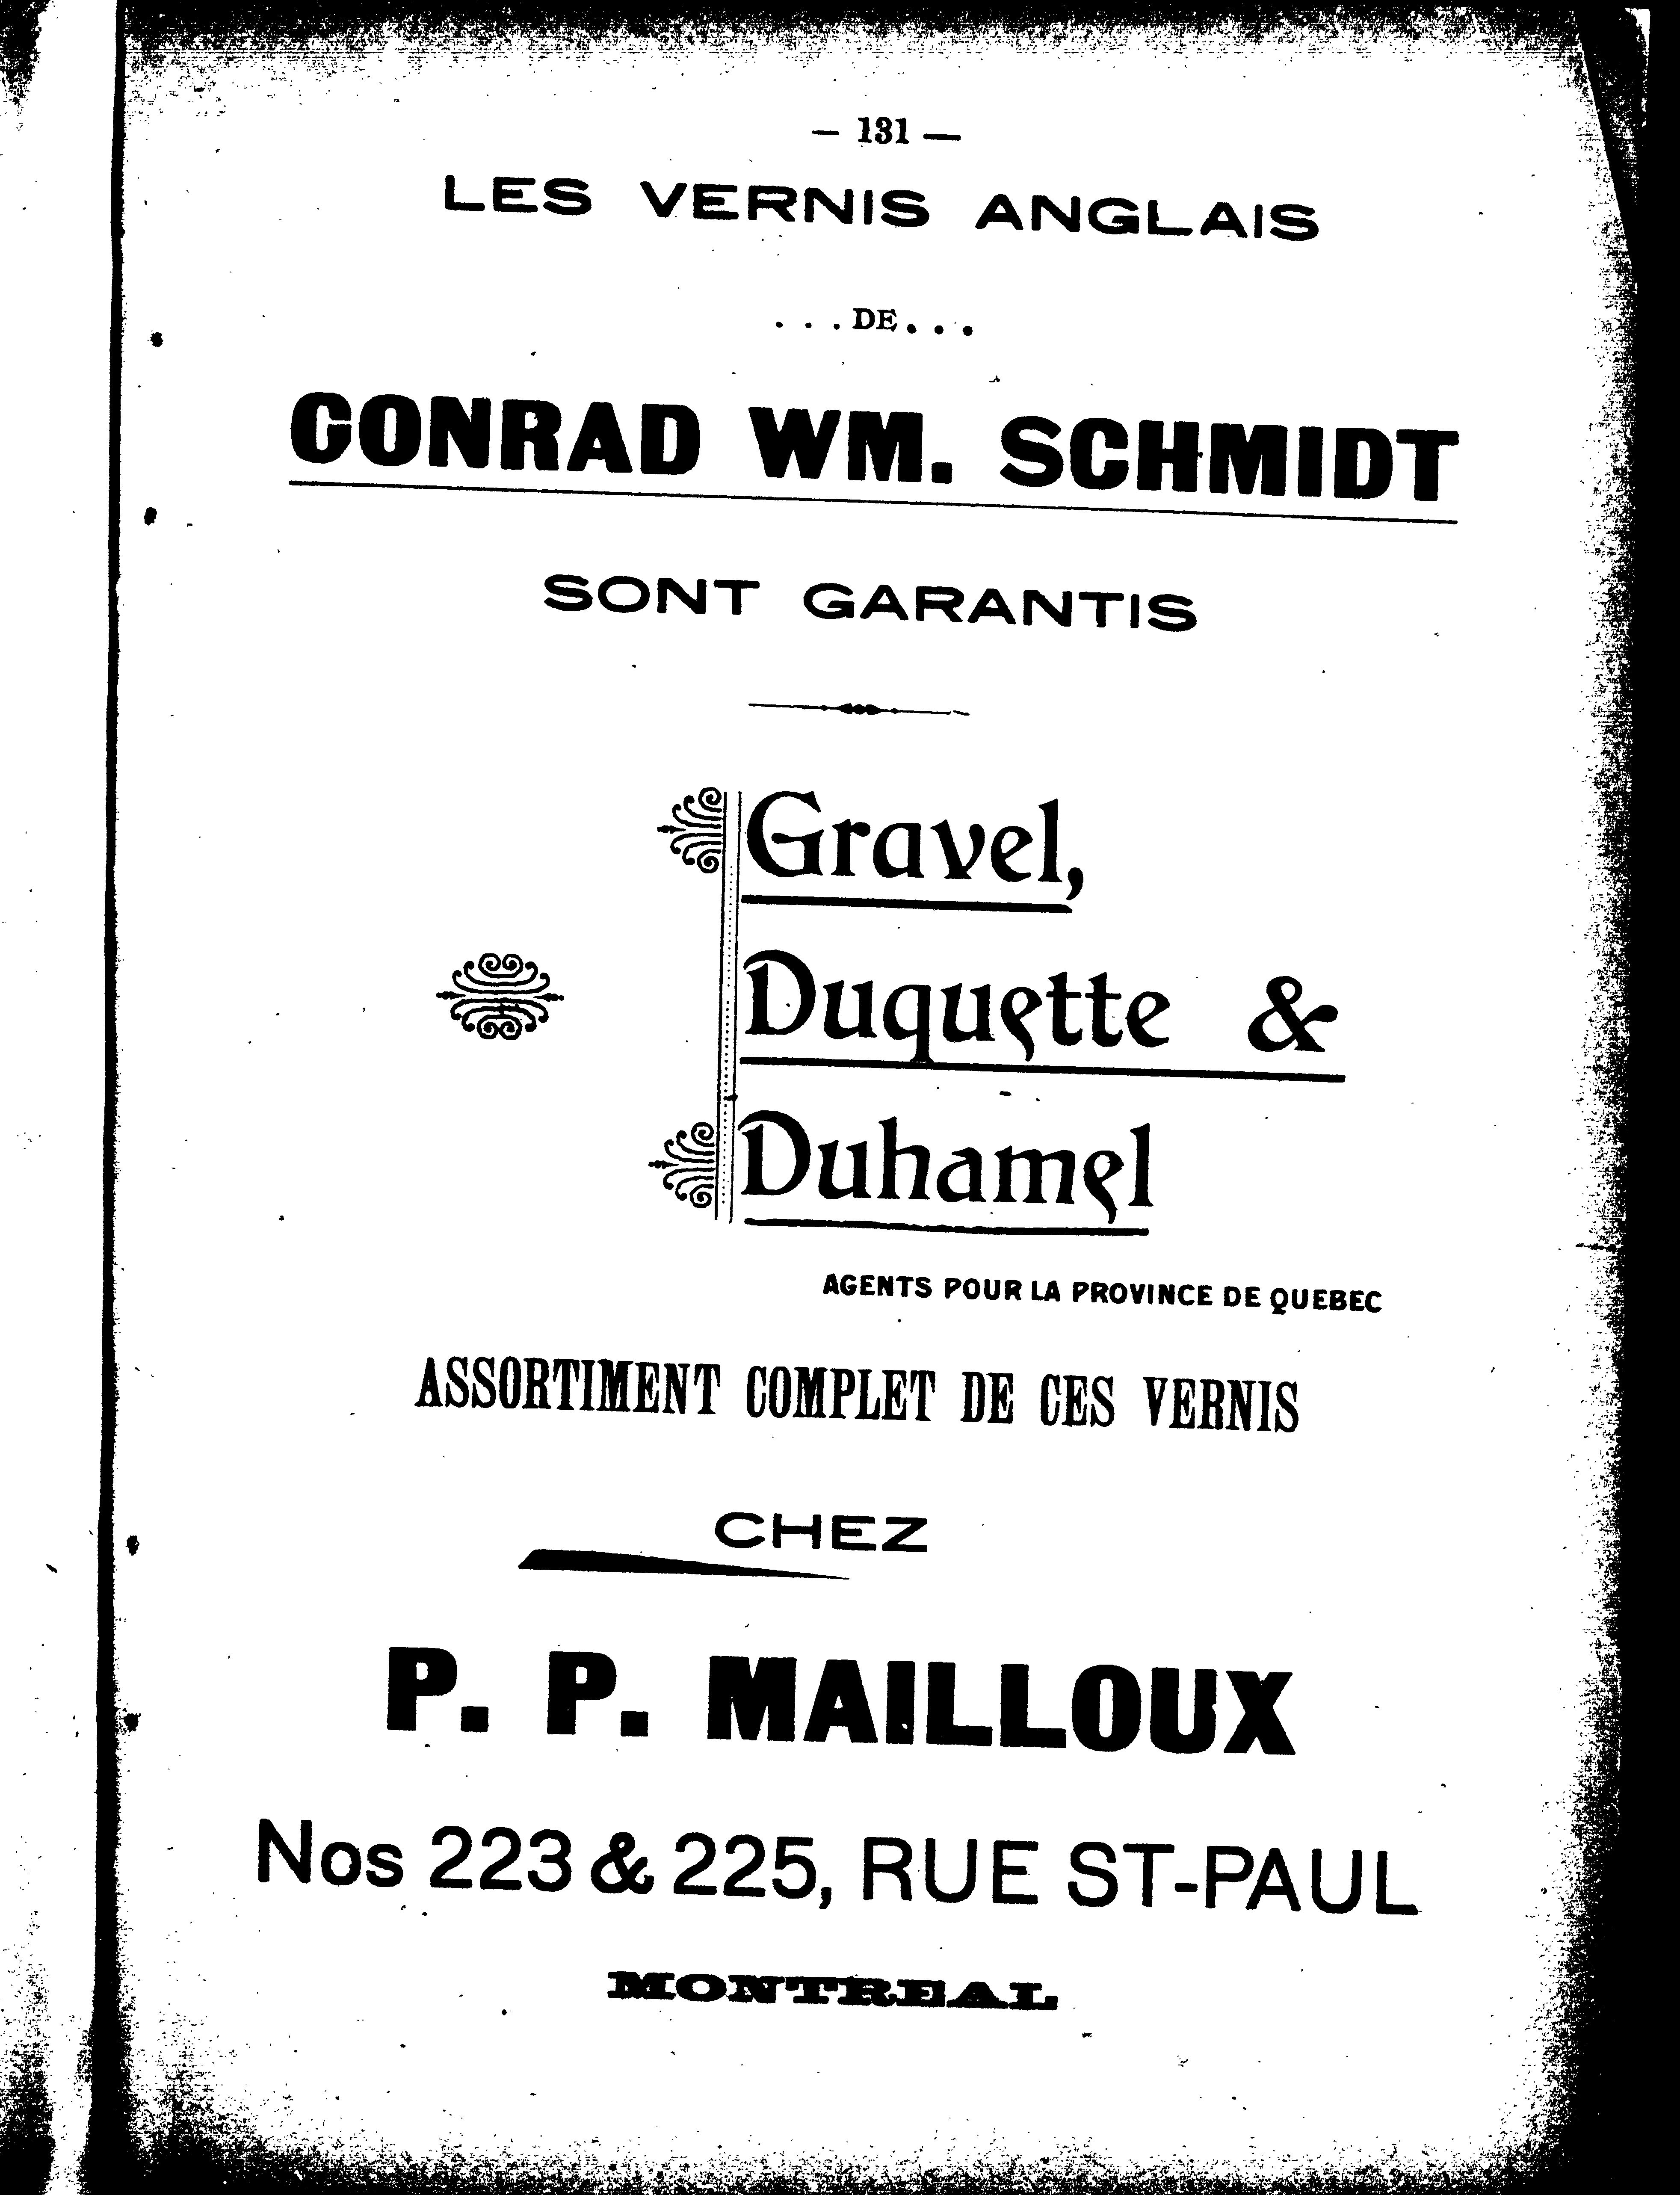 — 131 —
LES VERNIS ANGLAIS
. . . DE . . .
CONRAD WM. SCHMIDT
SONT GARANTIS
Gravel,
Duquette &
Duhamel
AGENTS POUR LA PROVINCE DE QUEBEC
ASSORTIMENT COMPLET DE CES VERNIS
CHEZ
P. P. MAILLOUX
Nos 223 & 225, RUE ST-PAUL
MONTREAL